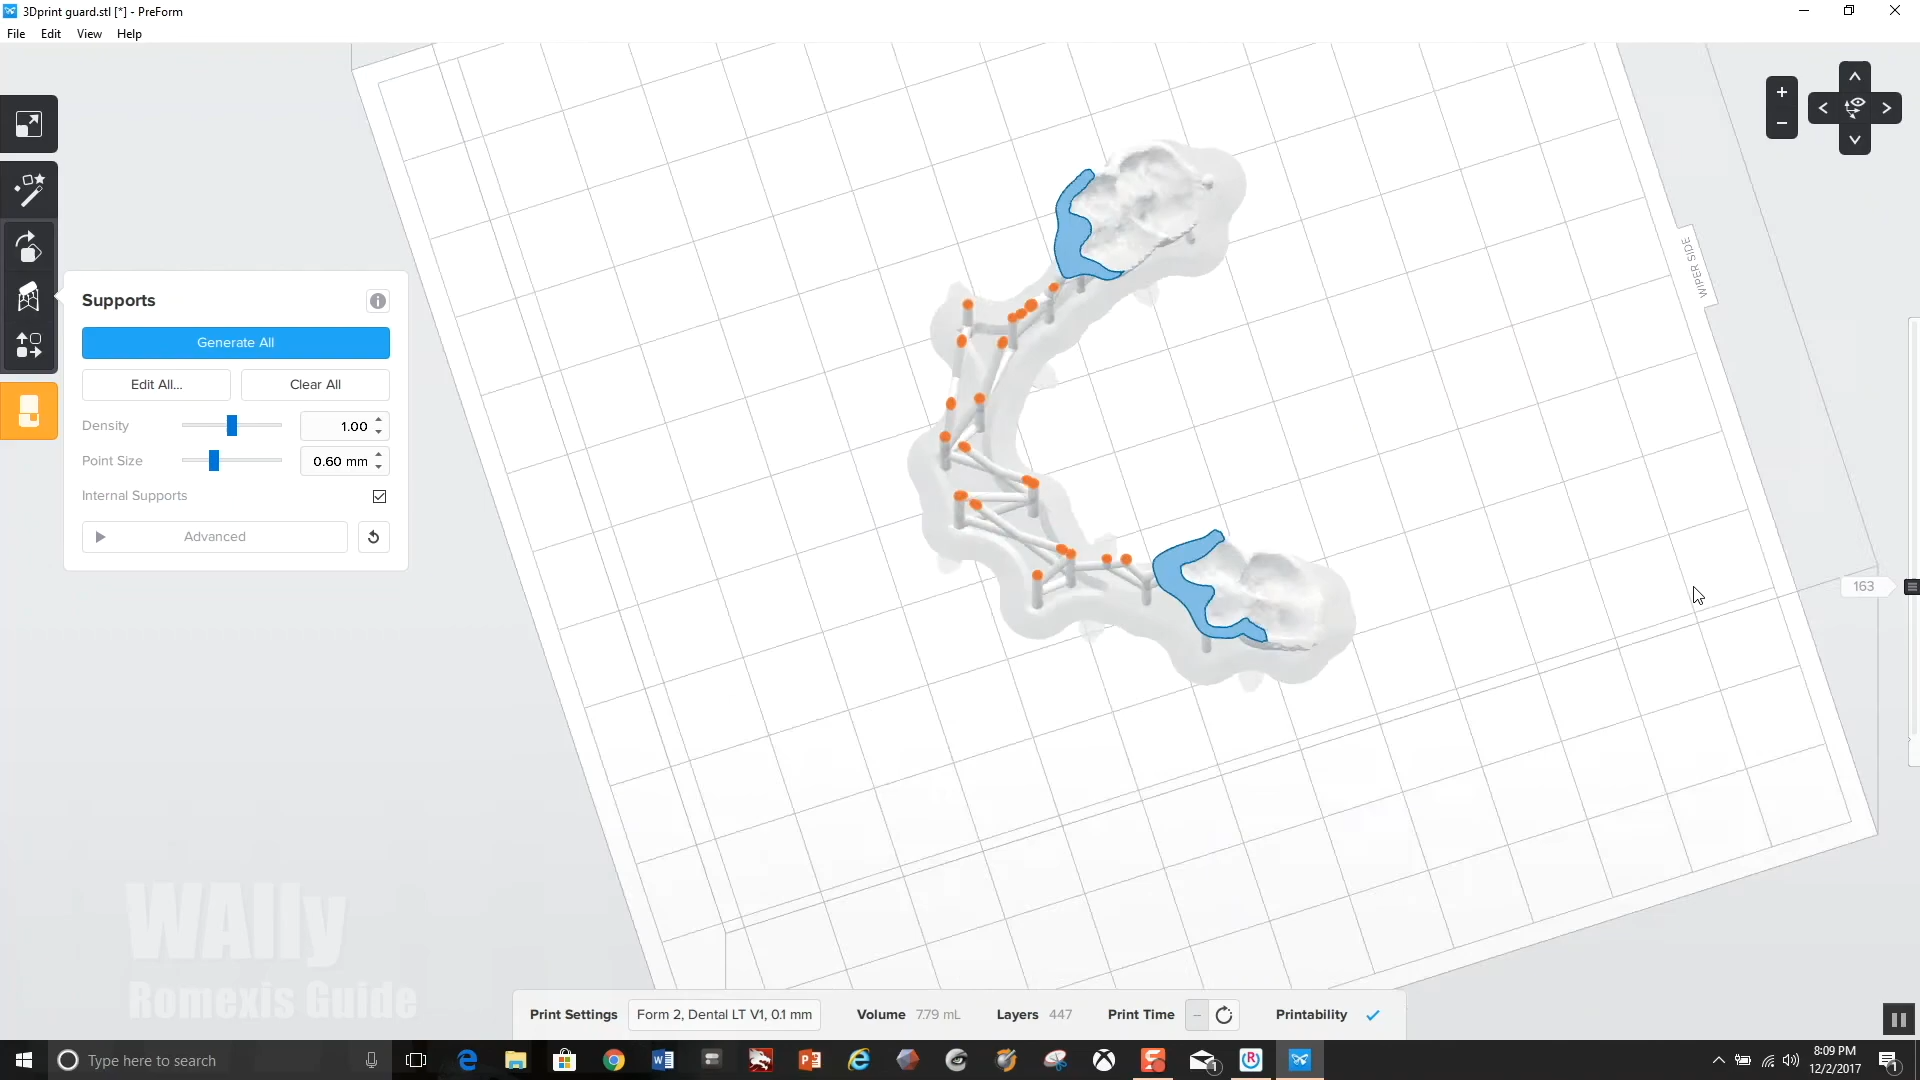 3Dprint guard.stl [*] - PreForm
File Edit View Help
WIPER SIDE
Supports
Generate All
Edit All... Clear All
Density 1.00
Point Size 0.60 mm
Internal Supports
Advanced
163
WAlly
Romexis Guide
Print Settings Form 2, Dental LT V1, 0.1 mm Volume 7.79 mL Layers 447 Print Time – Printability
Type here to search
8:09 PM
12/2/2017